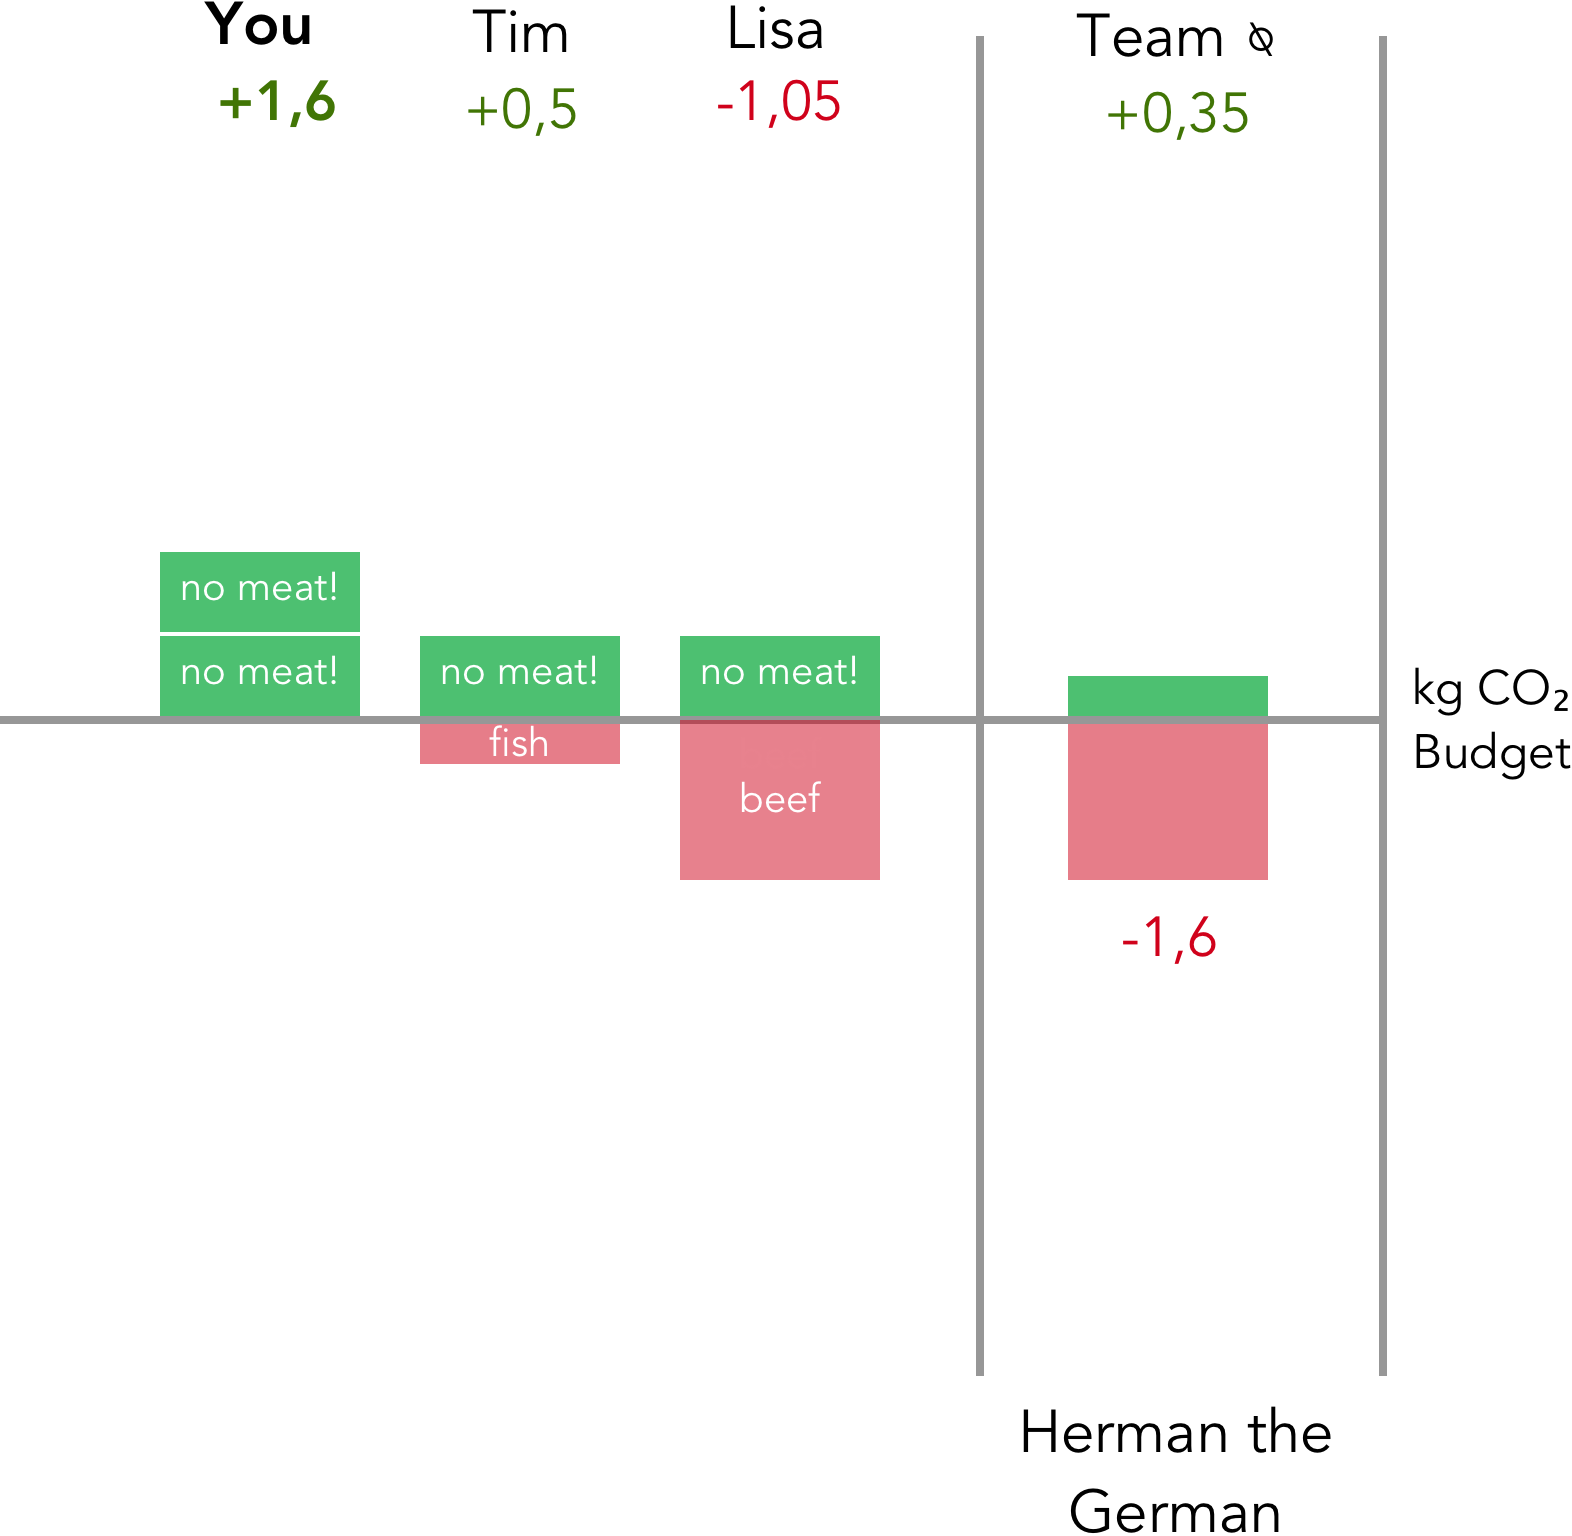 You
Tim
Lisa
Team ⌀
+1,6
+0,5
-1,05
+0,35
no meat!
no meat!
no meat!
no meat!
fish
beef
kg CO₂
Budget
-1,6
Herman the
German